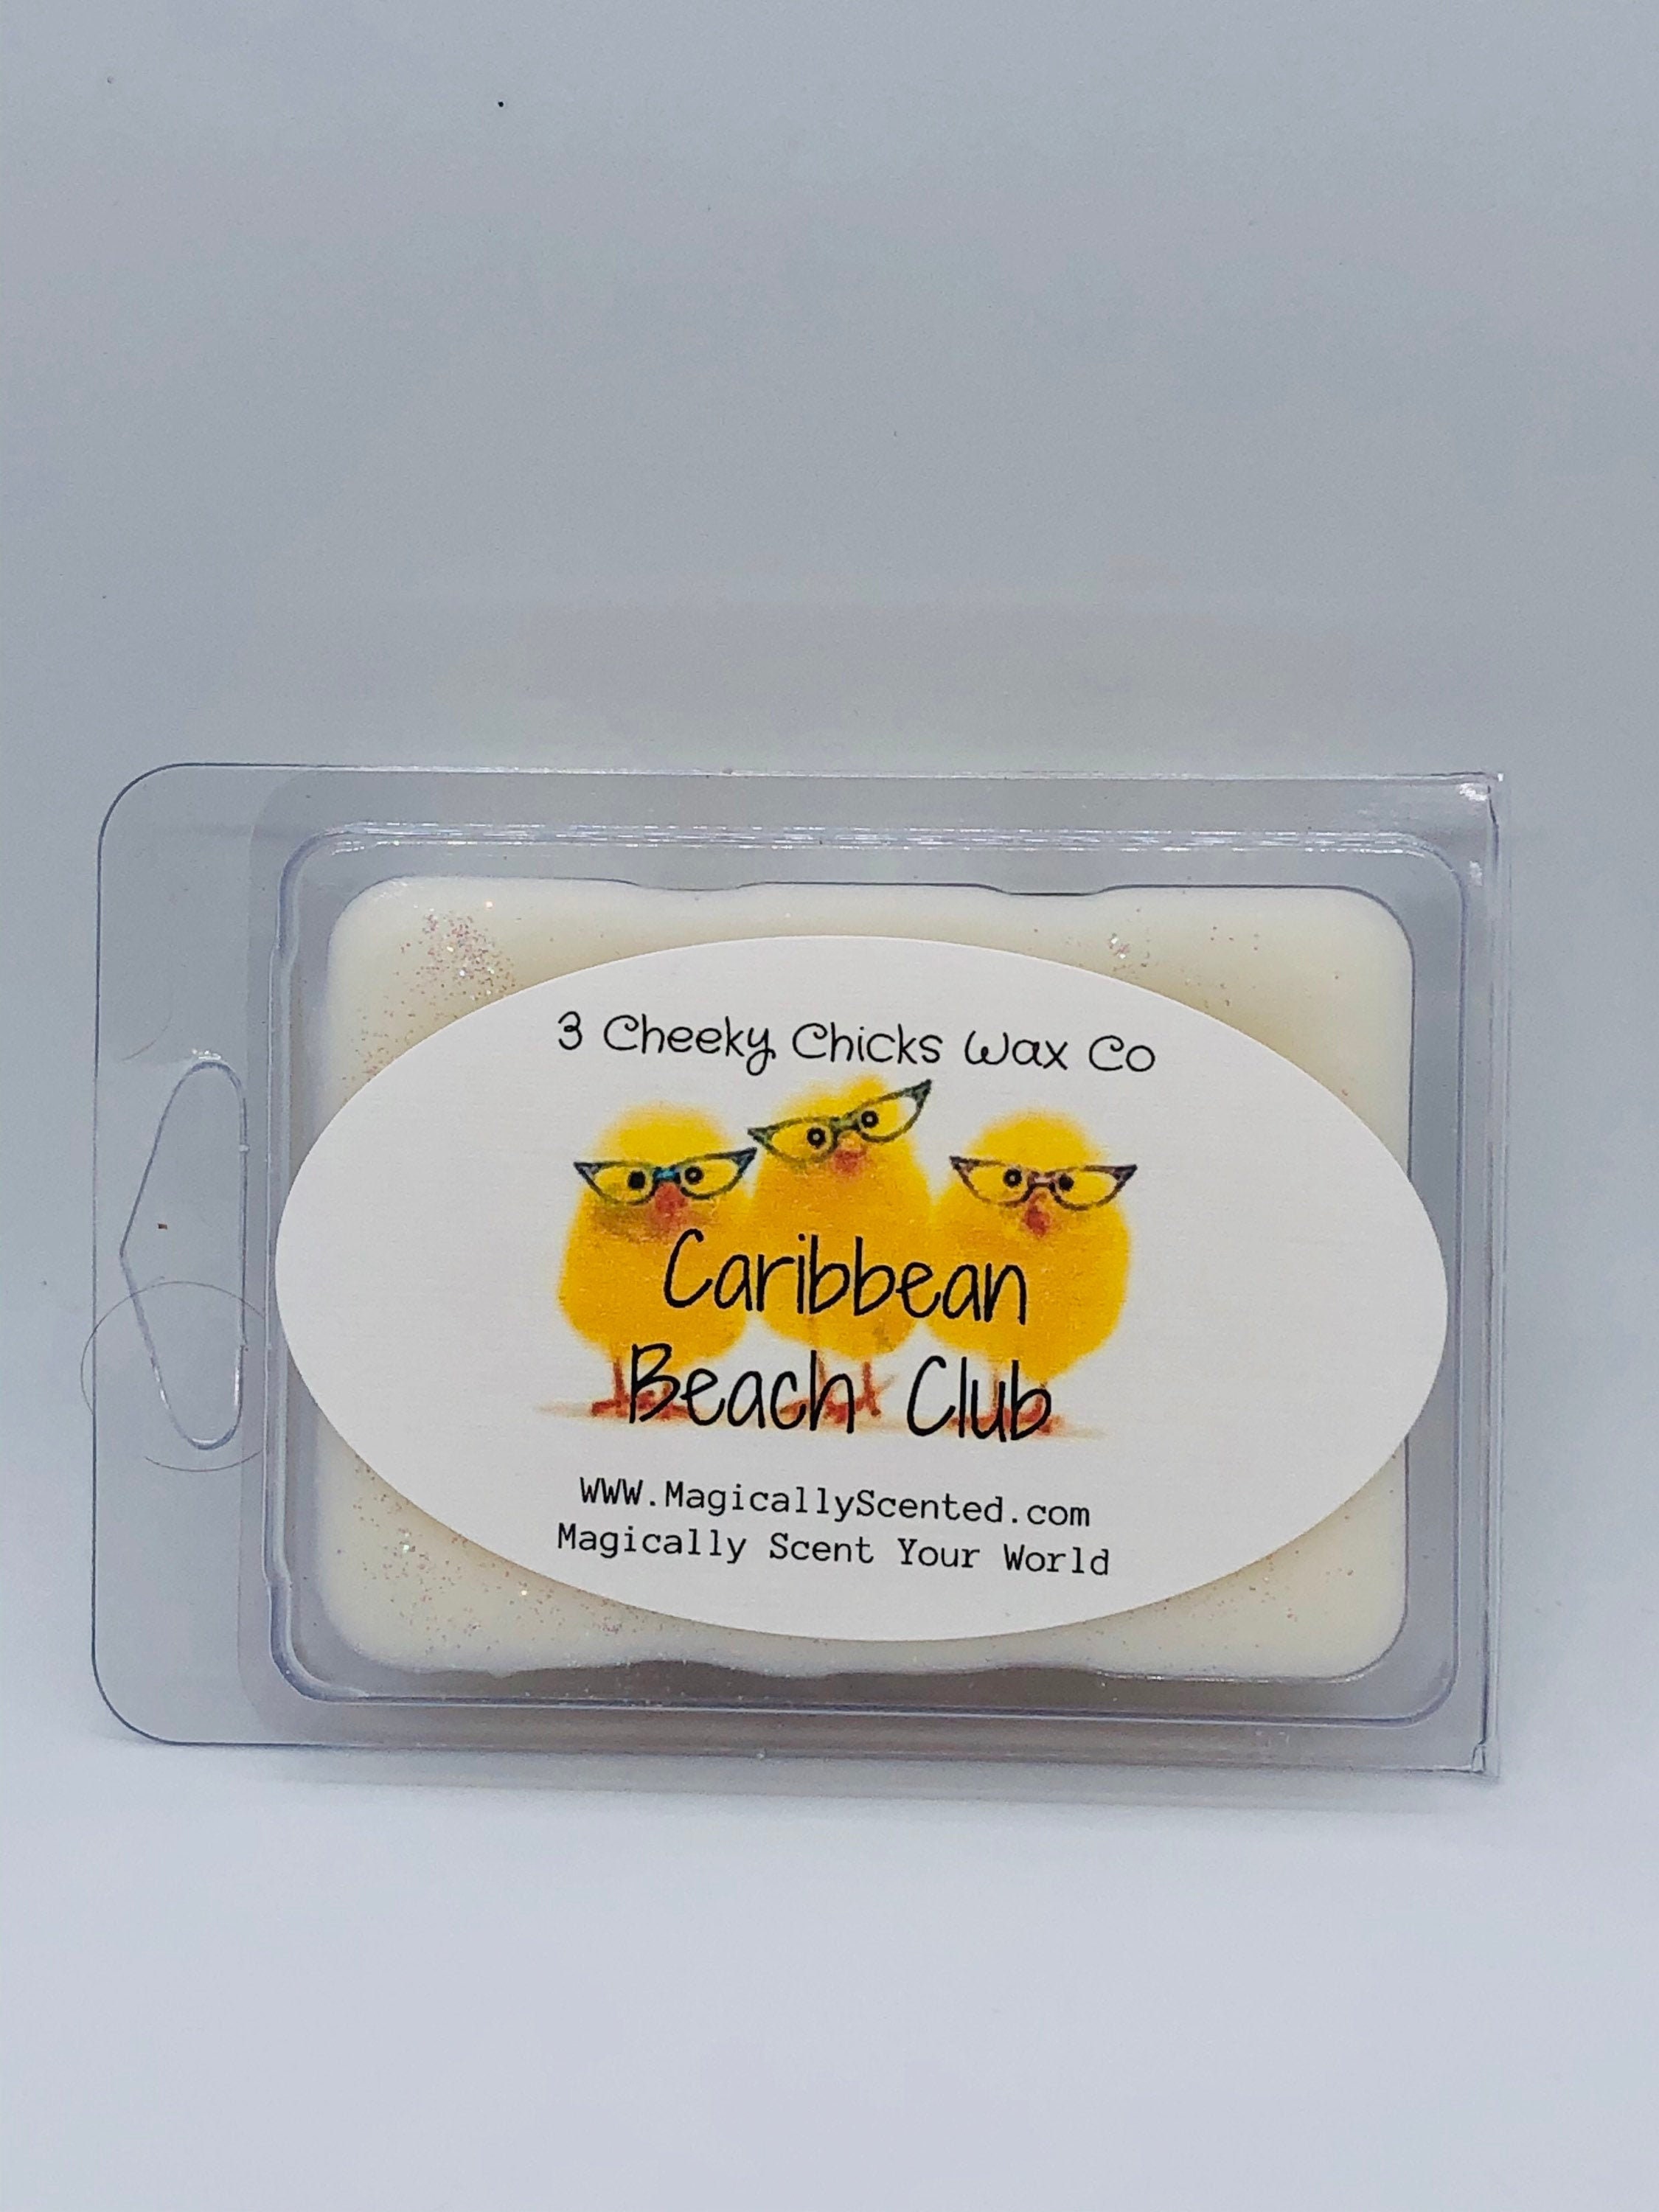 3 Cheeky Chicks Wax Co
Caribbean
Beach Club
WWW.MagicallyScented.com
Magically Scent Your World